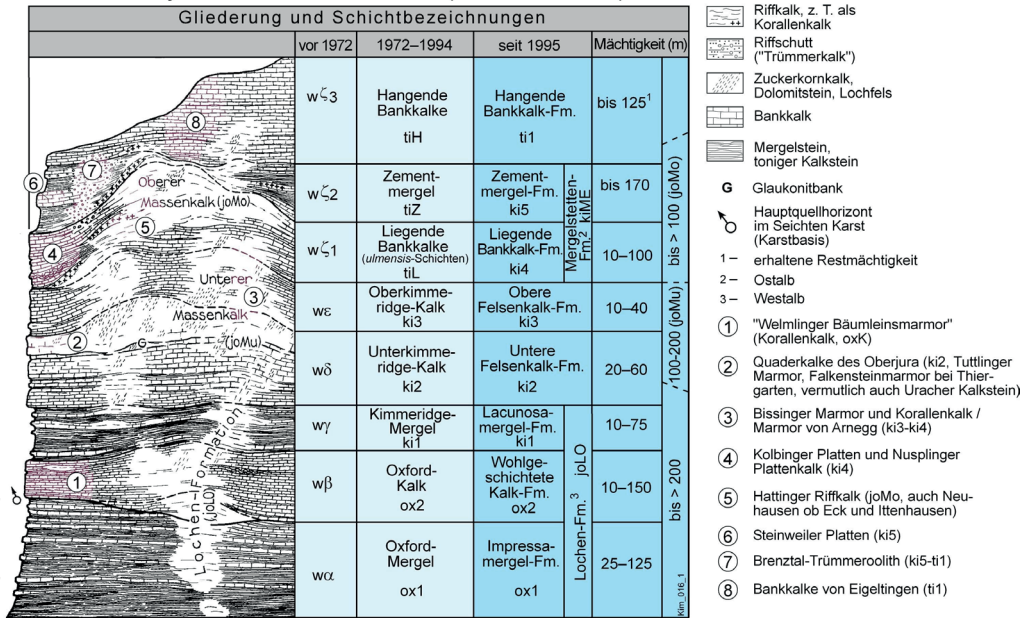 Gliederung und Schichtbezeichnungen
vor 1972
1972–1994
seit 1995
Mächtigkeit (m)
wζ3
Hangende
Bankkalke
tiH
Hangende
Bankkalk-Fm.
ti1
bis 125¹
wζ2
Zement-
mergel
tiZ
Zement-
mergel-Fm.
ki5
bis 170
wζ1
Liegende
Bankkalke
(ulmensis-Schichten)
tiL
Liegende
Bankkalk-Fm.
ki4
10–100
Mergelstetten-
Fm.² kiME
bis > 100 (joMo)
wε
Oberkimme-
ridge-Kalk
ki3
Obere
Felsenkalk-Fm.
ki3
10–40
wδ
Unterkimme-
ridge-Kalk
ki2
Untere
Felsenkalk-Fm.
ki2
20–60
100-200 (joMu)
wγ
Kimmeridge-
Mergel
ki1
Lacunosa-
mergel-Fm.
ki1
10–75
wβ
Oxford-
Kalk
ox2
Wohlge-
schichtete
Kalk-Fm.
ox2
10–150
wα
Oxford-
Mergel
ox1
Impressa-
mergel-Fm.
ox1
25–125
Lochen-Fm.³ joLO
bis > 200
Kim_016_1
8
7
6
Oberer
Massenkalk (joMo)
5
4
Unterer
3
Massenkalk
2
G
(joMu)
1
Lochen-Formation
(joLO)
Riffkalk, z. T. als
Korallenkalk
Riffschutt
("Trümmerkalk")
Zuckerkornkalk,
Dolomitstein, Lochfels
Bankkalk
Mergelstein,
toniger Kalkstein
G Glaukonitbank
Hauptquellhorizont
im Seichten Karst
(Karstbasis)
1 – erhaltene Restmächtigkeit
2 – Ostalb
3 – Westalb
1 "Welmlinger Bäumleinsmarmor"
(Korallenkalk, oxK)
2 Quaderkalke des Oberjura (ki2, Tuttlinger
Marmor, Falkensteinmarmor bei Thier-
garten, vermutlich auch Uracher Kalkstein)
3 Bissinger Marmor und Korallenkalk /
Marmor von Arnegg (ki3-ki4)
4 Kolbinger Platten und Nusplinger
Plattenkalk (ki4)
5 Hattinger Riffkalk (joMo, auch Neu-
hausen ob Eck und Ittenhausen)
6 Steinweiler Platten (ki5)
7 Brenztal-Trümmeroolith (ki5-ti1)
8 Bankkalke von Eigeltingen (ti1)